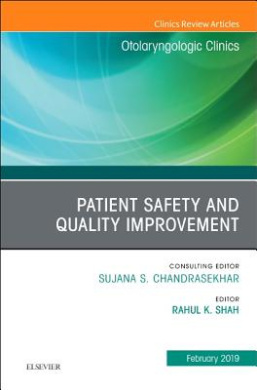 Clinics Review Articles
Otolaryngologic Clinics
PATIENT SAFETY AND
QUALITY IMPROVEMENT
CONSULTING EDITOR
SUJANA S. CHANDRASEKHAR
EDITOR
RAHUL K. SHAH
ELSEVIER
February 2019